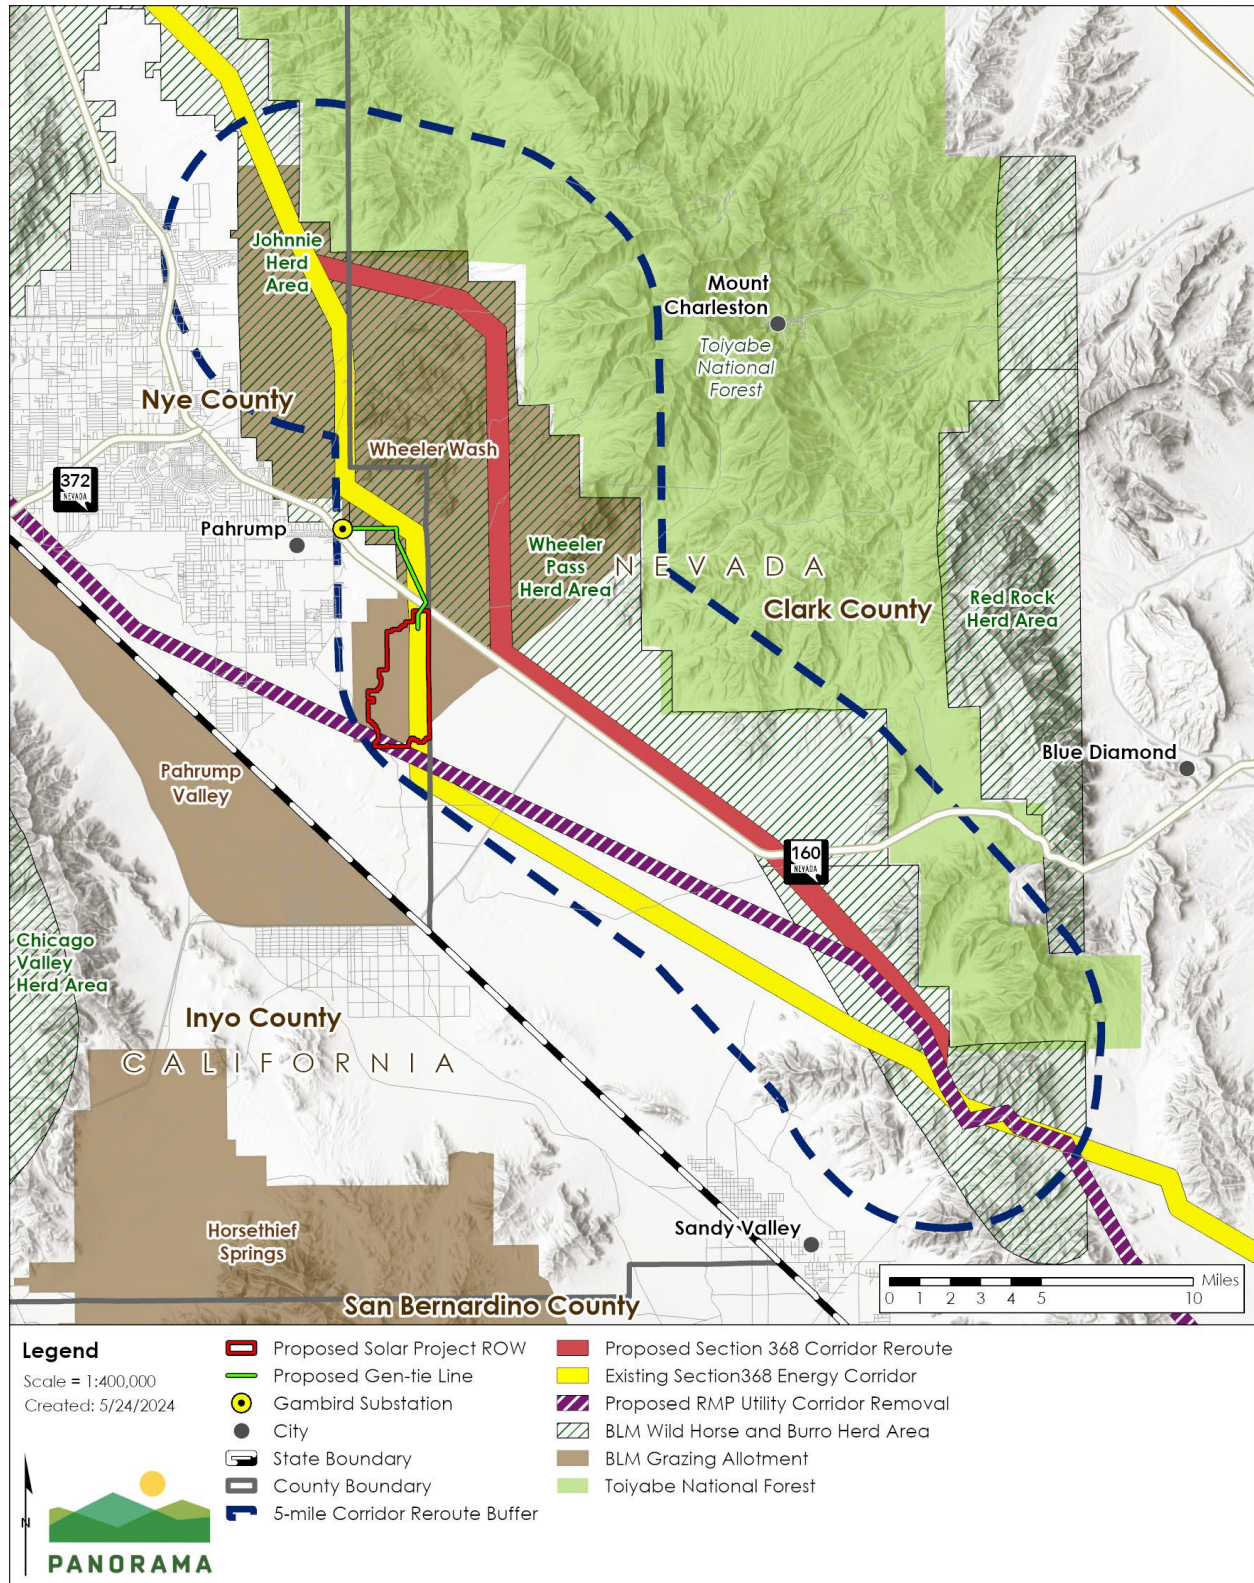 Johnnie
Herd
Area
Mount
Charleston
Toiyabe
National
Forest
Nye County
Wheeler Wash
372
NEVADA
Pahrump
Wheeler
Pass
Herd Area
NEVADA
Clark County
Red Rock
Herd Area
Blue Diamond
Pahrump
Valley
160
NEVADA
Chicago
Valley
Herd Area
Inyo County
CALIFORNIA
Horsethief
Springs
Sandy Valley
San Bernardino County
Miles
0 1 2 3 4 5 10
Legend
Scale = 1:400,000
Created: 5/24/2024
N
PANORAMA
Proposed Solar Project ROW
Proposed Gen-tie Line
Gambird Substation
City
State Boundary
County Boundary
5-mile Corridor Reroute Buffer
Proposed Section 368 Corridor Reroute
Existing Section368 Energy Corridor
Proposed RMP Utility Corridor Removal
BLM Wild Horse and Burro Herd Area
BLM Grazing Allotment
Toiyabe National Forest